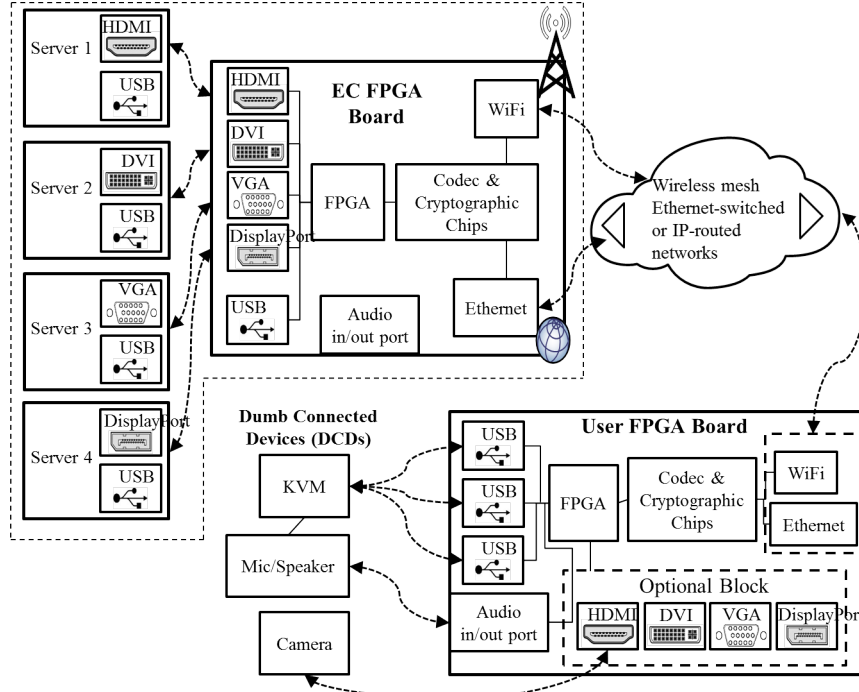 Server 1
HDMI
USB
Server 2
DVI
USB
Server 3
VGA
USB
Server 4
DisplayPort
USB
EC FPGA
Board
HDMI
DVI
VGA
DisplayPort
USB
FPGA
Codec &
Cryptographic
Chips
WiFi
Ethernet
Audio
in/out port
Wireless mesh
Ethernet-switched
or IP-routed
networks
Dumb Connected
Devices (DCDs)
KVM
Mic/Speaker
Camera
User FPGA Board
USB
USB
USB
Audio
in/out port
FPGA
Codec &
Cryptographic
Chips
WiFi
Ethernet
Optional Block
HDMI
DVI
VGA
DisplayPort